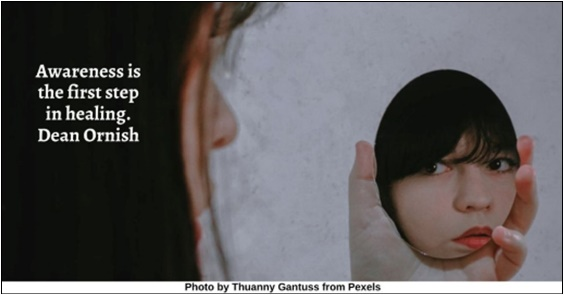 Awareness is
the first step
in healing.
Dean Ornish
Photo by Thuanny Gantuss from Pexels